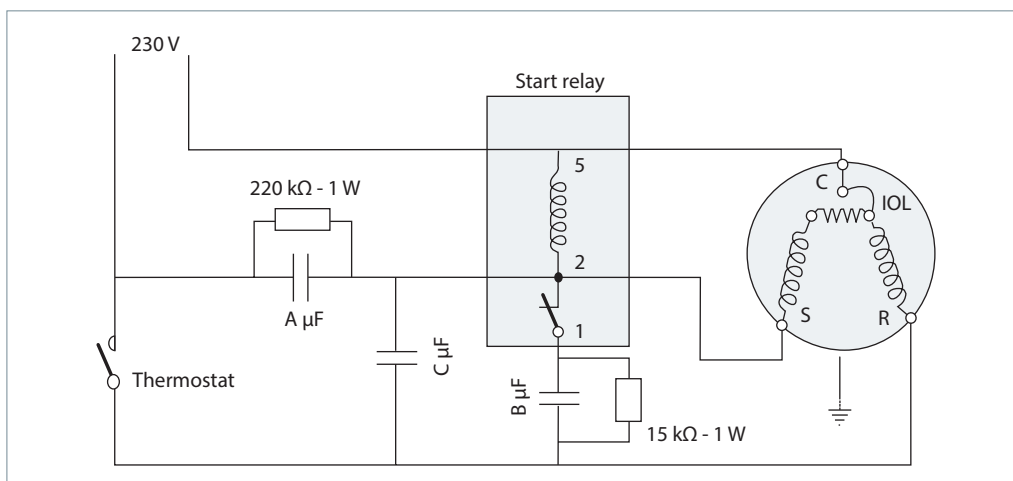 230 V
Start relay
5
C
IOL
220 kΩ - 1 W
2
A µF
S
R
1
C µF
Thermostat
B µF
15 kΩ - 1 W